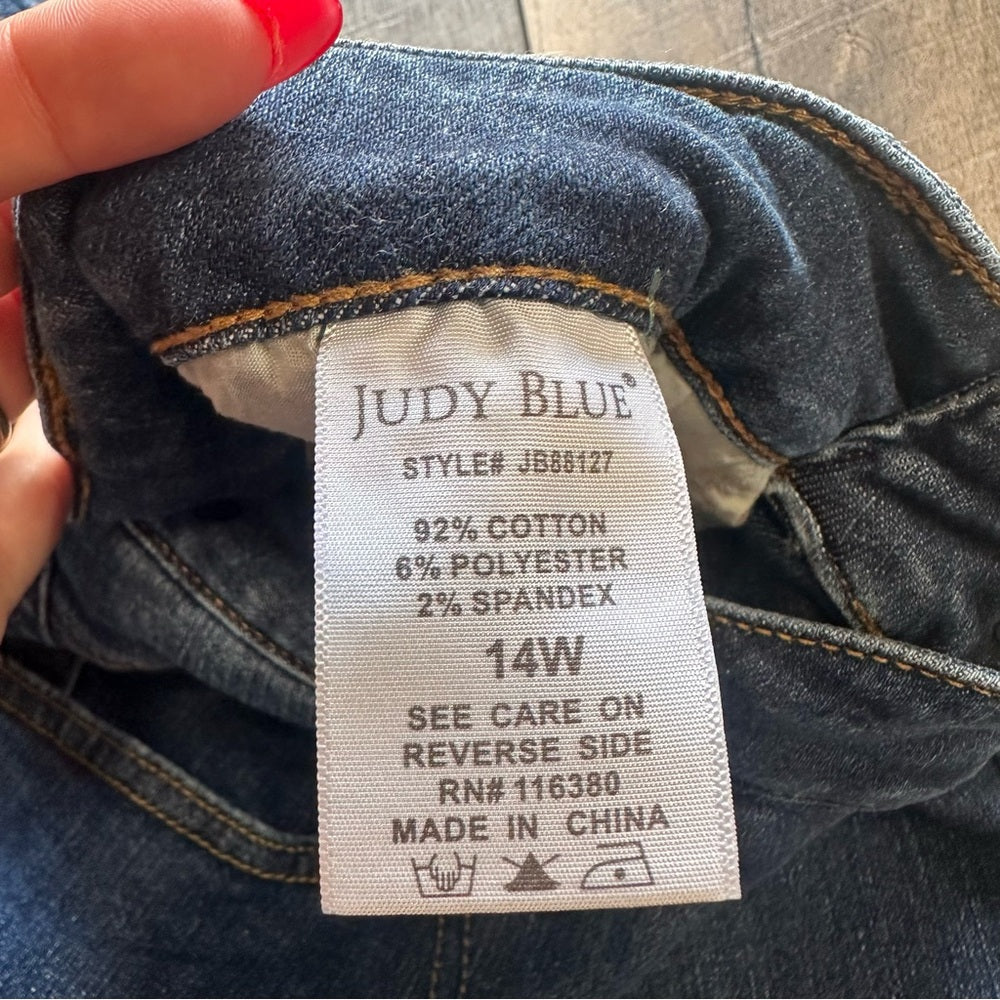 JUDY BLUE®
STYLE# JB88127
92% COTTON
6% POLYESTER
2% SPANDEX
14W
SEE CARE ON
REVERSE SIDE
RN# 116380
MADE IN CHINA